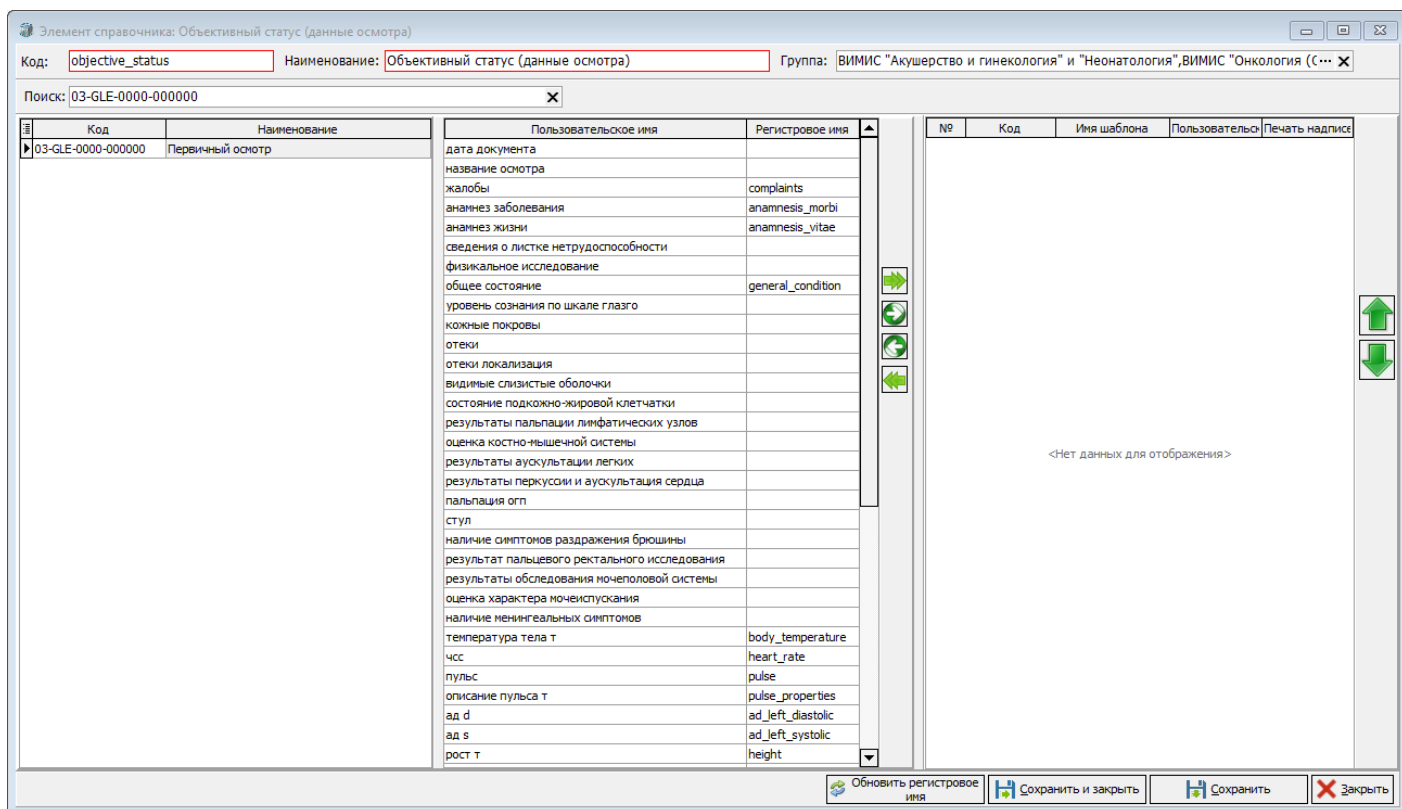 Элемент справочника: Объективный статус (данные осмотра)
Код: objective_status Наименование: Объективный статус (данные осмотра) Группа: ВИМИС "Акушерство и гинекология" и "Неонатология",ВИМИС "Онкология (С ...
Поиск: 03-GLE-0000-000000
Код Наименование
03-GLE-0000-000000 Первичный осмотр
Пользовательское имя Регистровое имя
дата документа
название осмотра
жалобы complaints
анамнез заболевания anamnesis_morbi
анамнез жизни anamnesis_vitae
сведения о листке нетрудоспособности
физикальное исследование
общее состояние general_condition
уровень сознания по шкале глазго
кожные покровы
отеки
отеки локализация
видимые слизистые оболочки
состояние подкожно-жировой клетчатки
результаты пальпации лимфатических узлов
оценка костно-мышечной системы
результаты аускультации легких
результаты перкуссии и аускультация сердца
пальпация огп
стул
наличие симптомов раздражения брюшины
результат пальцевого ректального исследования
результаты обследования мочеполовой системы
оценка характера мочеиспускания
наличие менингеальных симптомов
температура тела т body_temperature
чсс heart_rate
пульс pulse
описание пульса т pulse_properties
ад d ad_left_diastolic
ад s ad_left_systolic
рост т height
№ Код Имя шаблона Пользовательск Печать надписе
<Нет данных для отображения>
Обновить регистровое
имя
Сохранить и закрыть
Сохранить
Закрыть